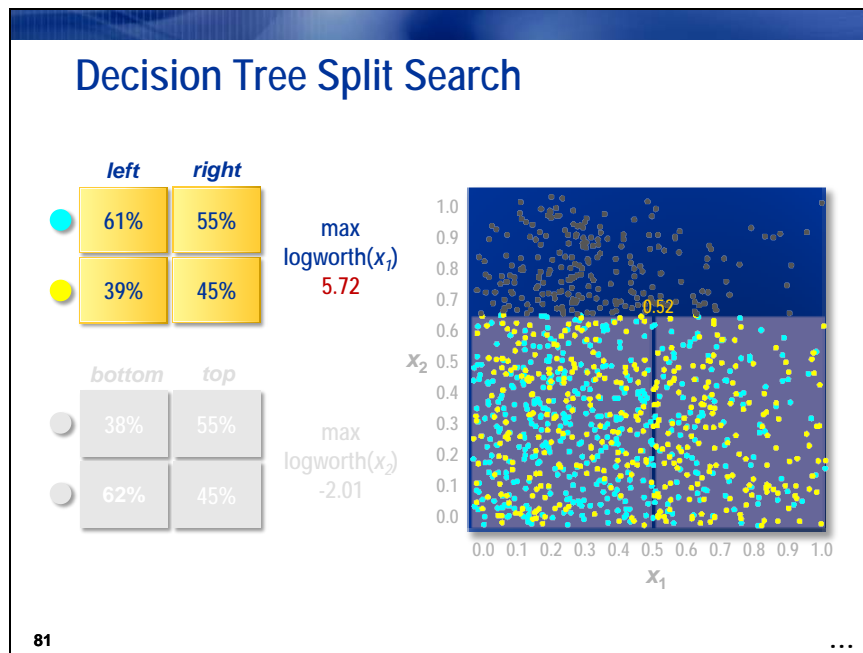 Decision Tree Split Search
left right
61% 55%
39% 45%
max
logworth(x1)
5.72
bottom top
38% 55%
62% 45%
max
logworth(x2)
-2.01
1.0
0.9
0.8
0.7
0.6
0.5
0.4
0.3
0.2
0.1
0.0
x2
0.52
0.0 0.1 0.2 0.3 0.4 0.5 0.6 0.7 0.8 0.9 1.0
x1
81
...